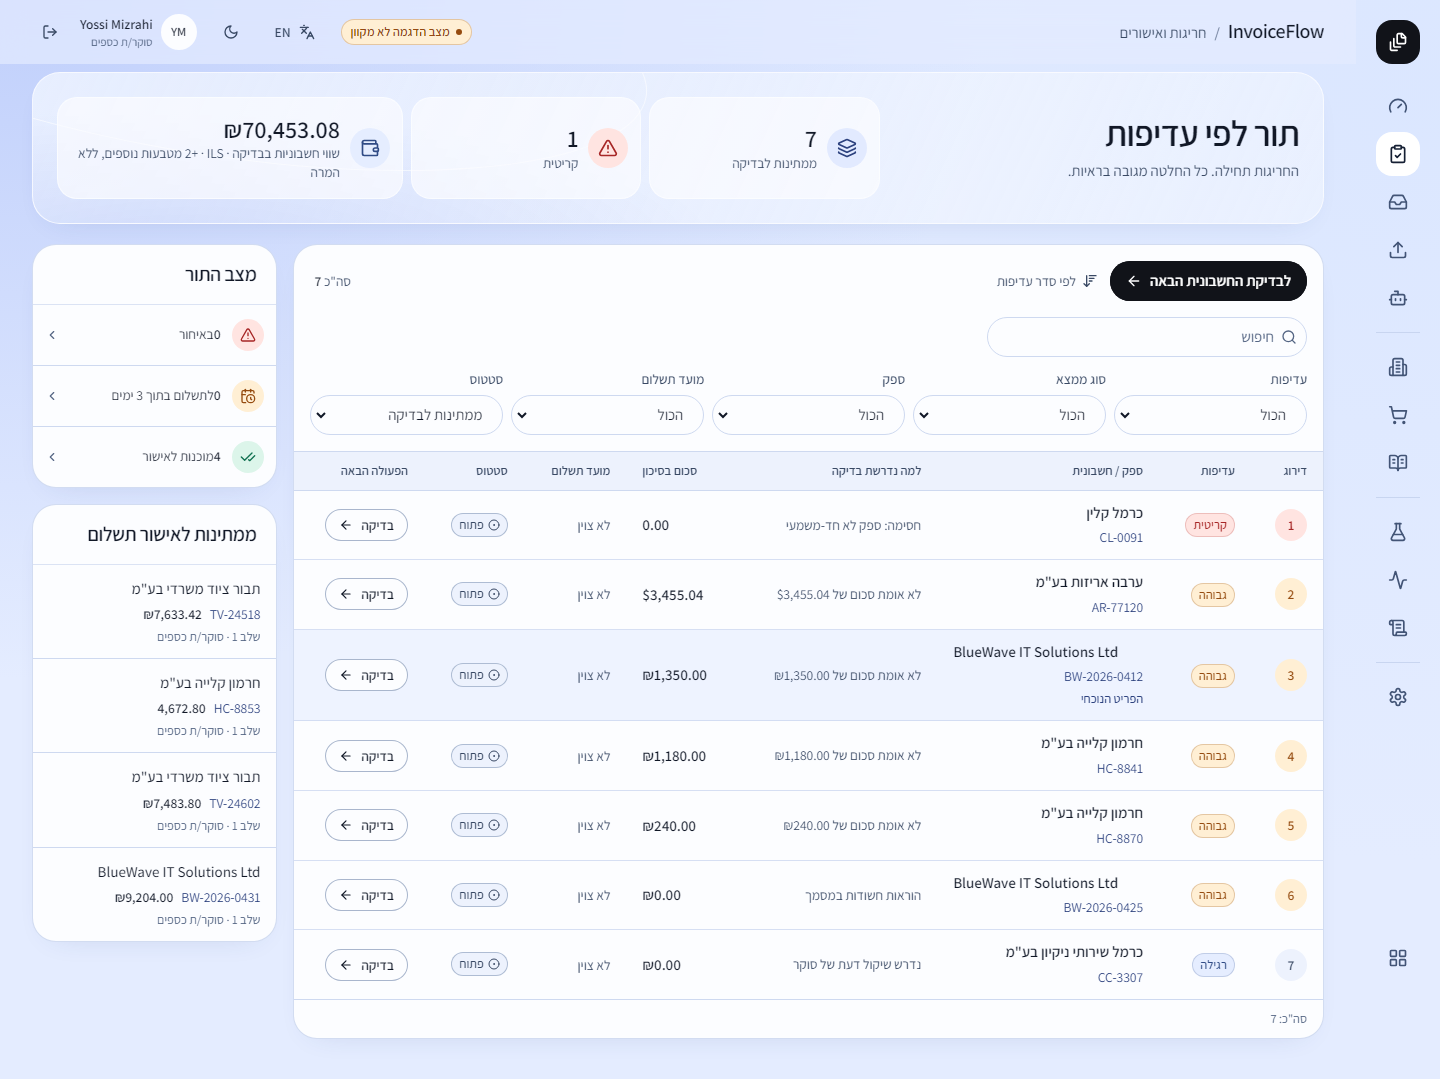 InvoiceFlow / חריגות ואישורים
מצב הדגמה לא מקוון
EN
YM
Yossi Mizrahi
סוקר/ת כספים
תור לפי עדיפות
החריגות תחילה. כל החלטה מגובה בראיות.
7
ממתינות לבדיקה
1
קריטית
₪70,453.08
שווי חשבוניות בבדיקה · ILS · +2 מטבעות נוספים, ללא
המרה
לבדיקת החשבונית הבאה
לפי סדר עדיפות
סה"כ 7
חיפוש
עדיפות
הכול
סוג ממצא
הכול
ספק
הכול
מועד תשלום
הכול
סטטוס
ממתינות לבדיקה
דירוג עדיפות ספק / חשבונית למה נדרשת בדיקה סכום בסיכון מועד תשלום סטטוס הפעולה הבאה
1 קריטית כרמל קלין חסימה: ספק לא חד-משמעי 0.00 לא צוין פתוח בדיקה
CL-0091
2 גבוהה ערבה אריזות בע"מ לא אומת סכום של $3,455.04 $3,455.04 לא צוין פתוח בדיקה
AR-77120
3 גבוהה BlueWave IT Solutions Ltd לא אומת סכום של ₪1,350.00 ₪1,350.00 לא צוין פתוח בדיקה
BW-2026-0412
הפריט הנוכחי
4 גבוהה חרמון קלייה בע"מ לא אומת סכום של ₪1,180.00 ₪1,180.00 לא צוין פתוח בדיקה
HC-8841
5 גבוהה חרמון קלייה בע"מ לא אומת סכום של ₪240.00 ₪240.00 לא צוין פתוח בדיקה
HC-8870
6 גבוהה BlueWave IT Solutions Ltd הוראות חשודות במסמך ₪0.00 לא צוין פתוח בדיקה
BW-2026-0425
7 רגילה כרמל שירותי ניקיון בע"מ נדרש שיקול דעת של סוקר ₪0.00 לא צוין פתוח בדיקה
CC-3307
סה"כ: 7
מצב התור
0באיחור
0לתשלום בתוך 3 ימים
4מוכנות לאישור
ממתינות לאישור תשלום
תבור ציוד משרדי בע"מ
TV-24518 ₪7,633.42
שלב 1 · סוקר/ת כספים
חרמון קלייה בע"מ
HC-8853 4,672.80
שלב 1 · סוקר/ת כספים
תבור ציוד משרדי בע"מ
TV-24602 ₪7,483.80
שלב 1 · סוקר/ת כספים
BlueWave IT Solutions Ltd
BW-2026-0431 ₪9,204.00
שלב 1 · סוקר/ת כספים